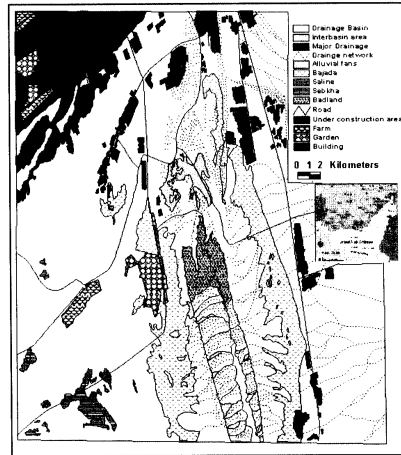 Drainage Basin
Interbasin area
Major Drainage
Drainge network
Alluvial fans
Bajada
Saline
Sebkha
Badland
Road
Under construction area
Farm
Garden
Building
0 1 2 Kilometers